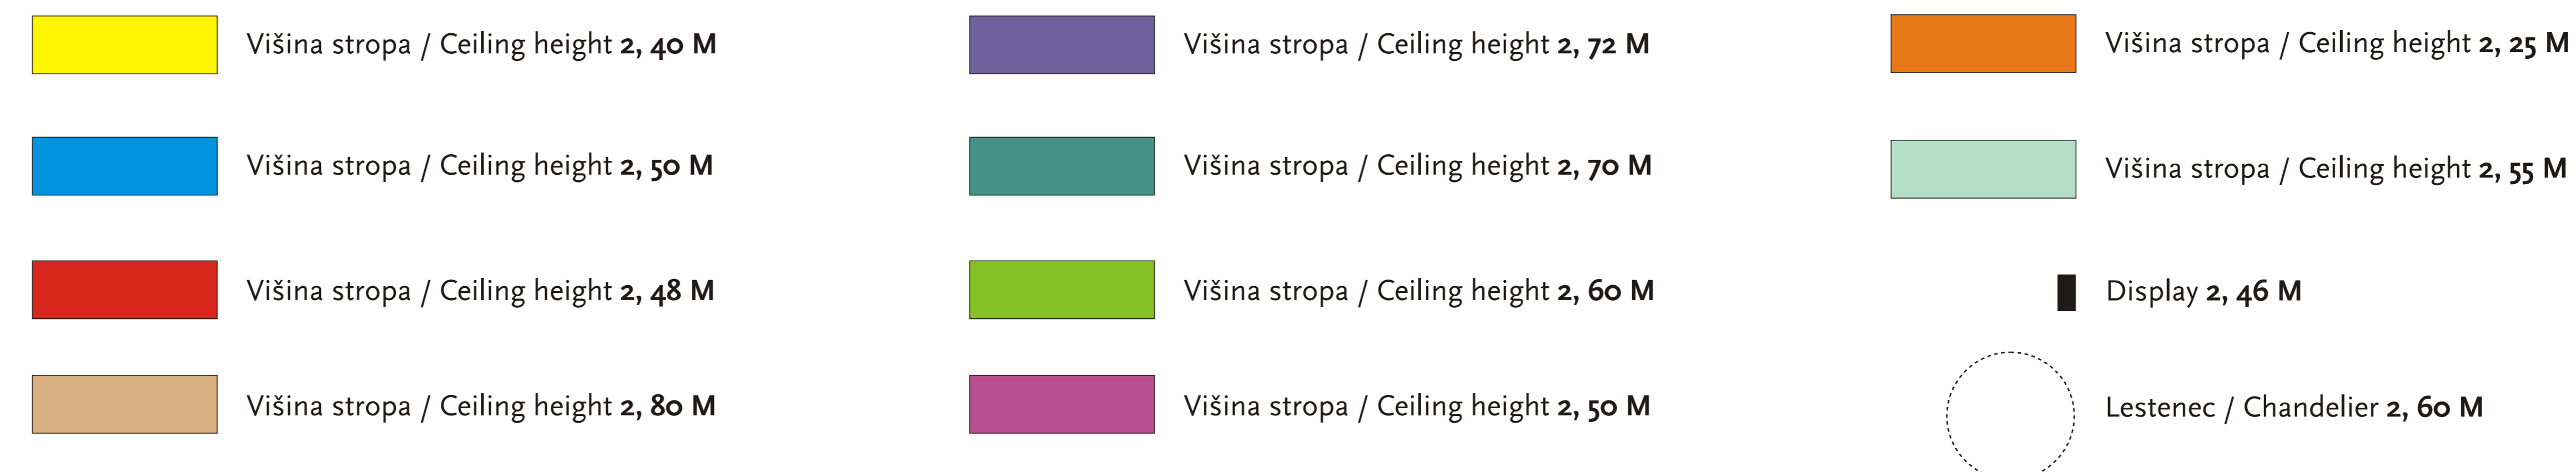 Višina stropa / Ceiling height 2, 40 M
Višina stropa / Ceiling height 2, 50 M
Višina stropa / Ceiling height 2, 48 M
Višina stropa / Ceiling height 2, 80 M
Višina stropa / Ceiling height 2, 72 M
Višina stropa / Ceiling height 2, 70 M
Višina stropa / Ceiling height 2, 60 M
Višina stropa / Ceiling height 2, 50 M
Višina stropa / Ceiling height 2, 25 M
Višina stropa / Ceiling height 2, 55 M
Display 2, 46 M
Lestenec / Chandelier 2, 60 M